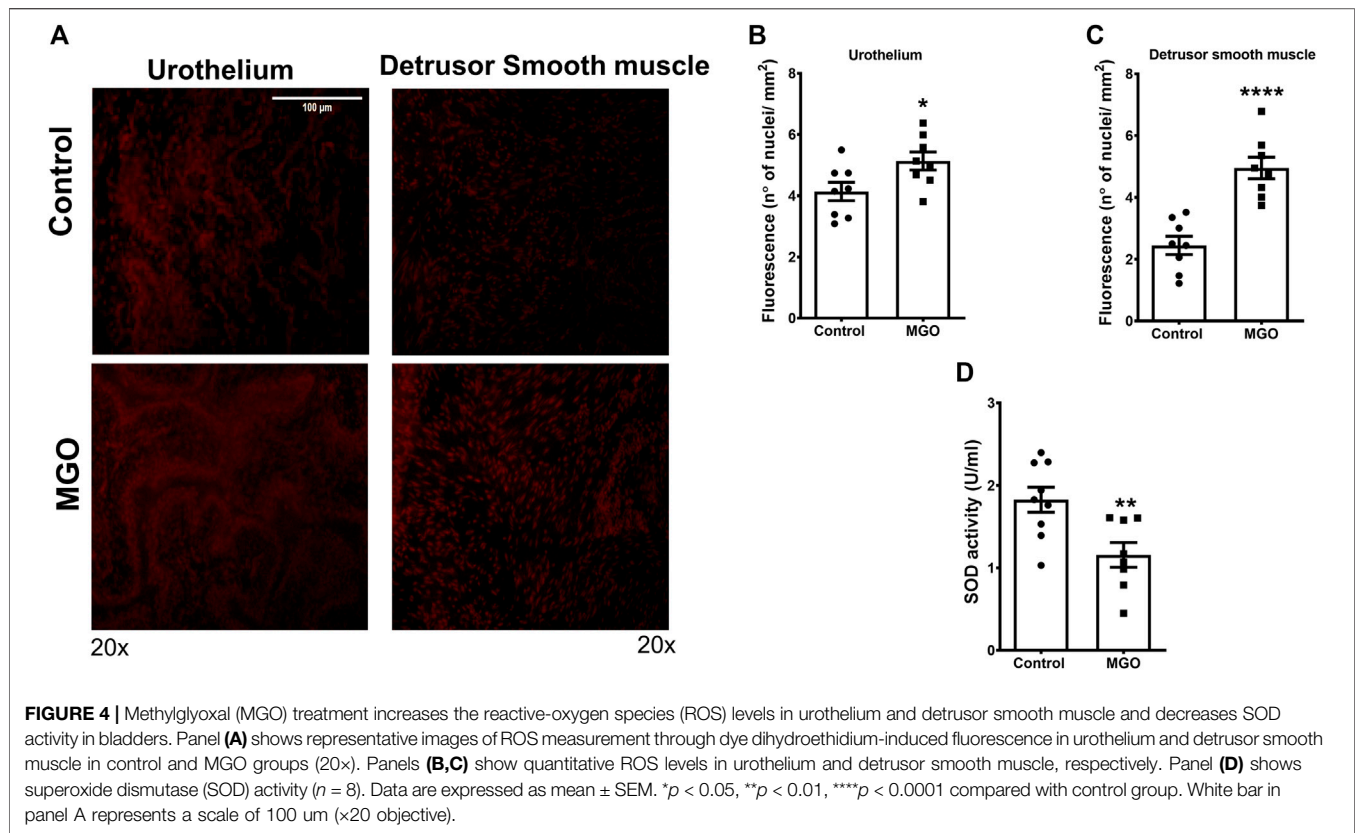 A
Urothelium
Detrusor Smooth muscle
Control
100 µm
MGO
20x
20x
B
Urothelium
Fluorescence (n° of nuclei/ mm²)
8
6
4
2
0
*
Control
MGO
C
Detrusor smooth muscle
Fluorescence (n° of nuclei/ mm²)
8
6
4
2
0
****
Control
MGO
D
SOD activity (U/ml)
3
2
1
0
**
Control
MGO
FIGURE 4 | Methylglyoxal (MGO) treatment increases the reactive-oxygen species (ROS) levels in urothelium and detrusor smooth muscle and decreases SOD
activity in bladders. Panel (A) shows representative images of ROS measurement through dye dihydroethidium-induced fluorescence in urothelium and detrusor smooth
muscle in control and MGO groups (20×). Panels (B,C) show quantitative ROS levels in urothelium and detrusor smooth muscle, respectively. Panel (D) shows
superoxide dismutase (SOD) activity (n = 8). Data are expressed as mean ± SEM. *p < 0.05, **p < 0.01, ****p < 0.0001 compared with control group. White bar in
panel A represents a scale of 100 um (×20 objective).